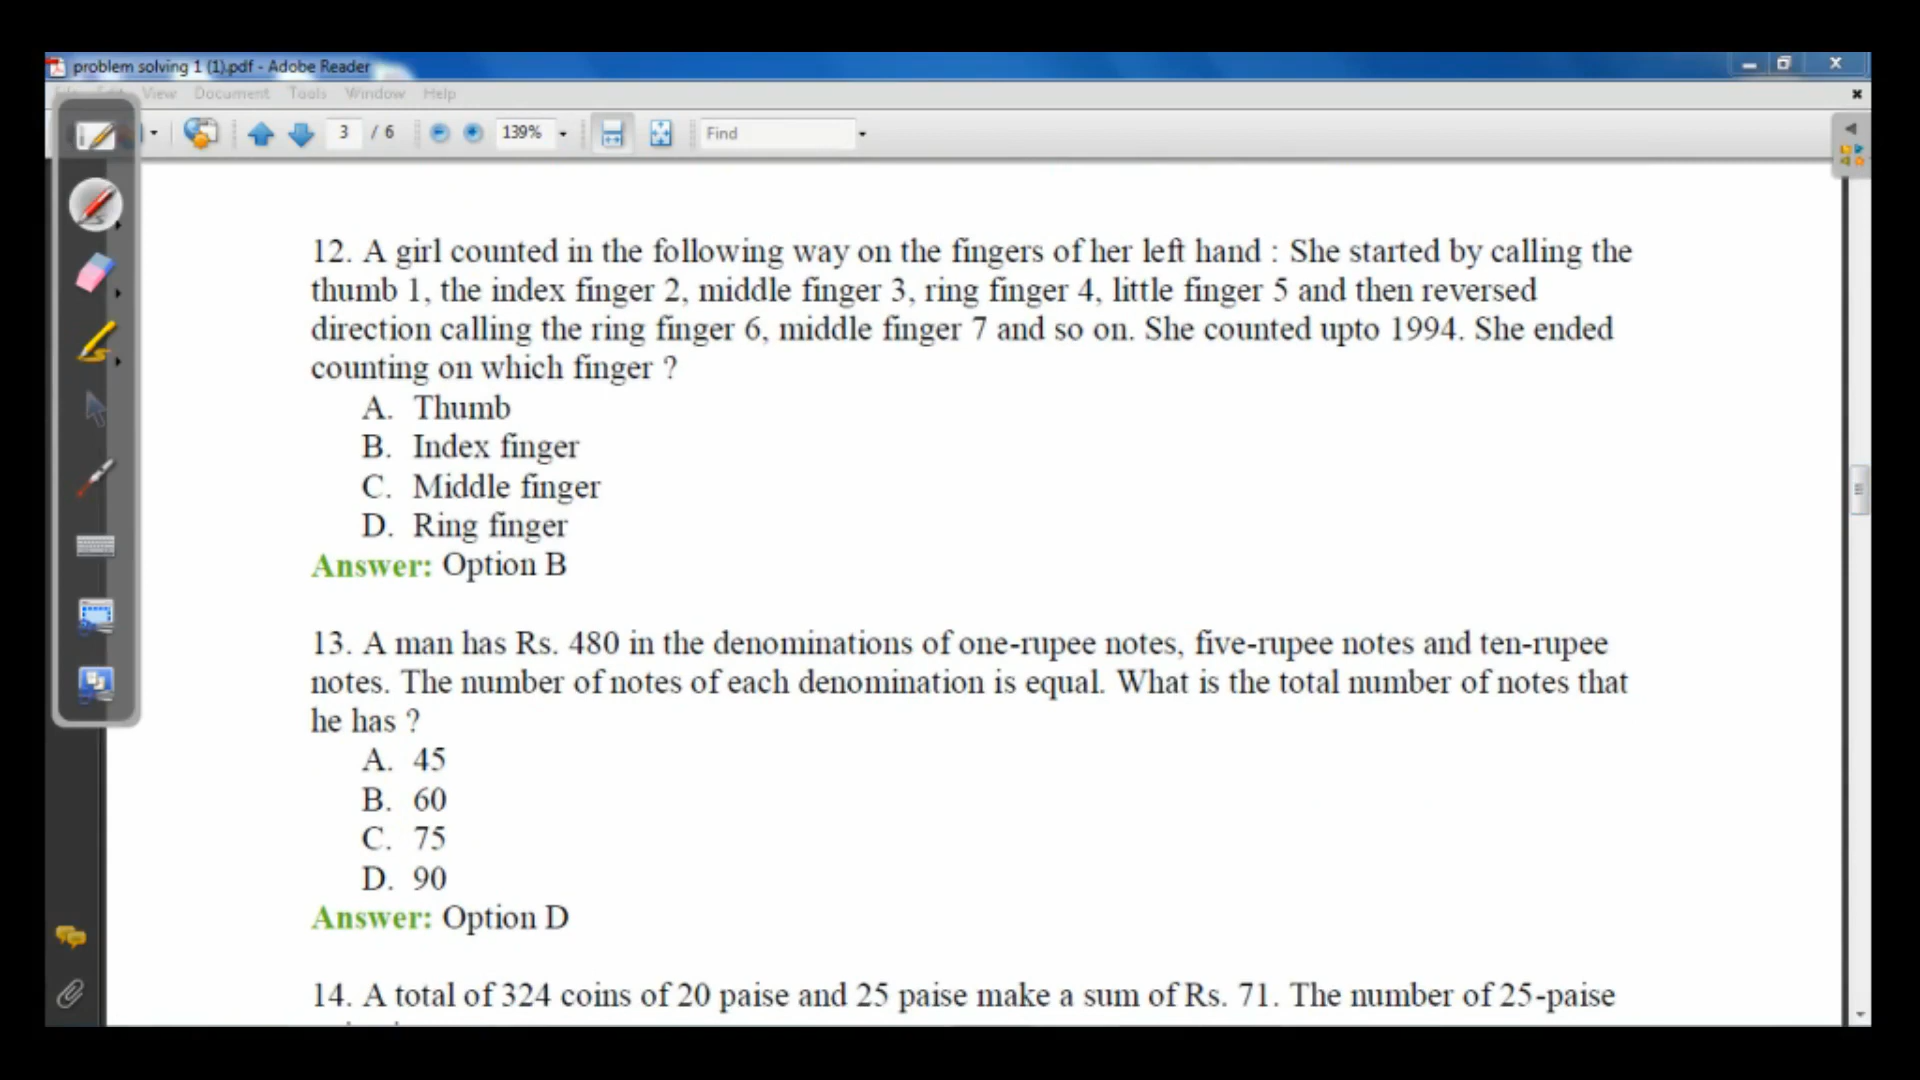 problem solving 1 (1).pdf - Adobe Reader
View Document Tools Window Help
3 / 6 139% Find
12. A girl counted in the following way on the fingers of her left hand : She started by calling the
thumb 1, the index finger 2, middle finger 3, ring finger 4, little finger 5 and then reversed
direction calling the ring finger 6, middle finger 7 and so on. She counted upto 1994. She ended
counting on which finger ?
A. Thumb
B. Index finger
C. Middle finger
D. Ring finger
Answer: Option B
13. A man has Rs. 480 in the denominations of one-rupee notes, five-rupee notes and ten-rupee
notes. The number of notes of each denomination is equal. What is the total number of notes that
he has ?
A. 45
B. 60
C. 75
D. 90
Answer: Option D
14. A total of 324 coins of 20 paise and 25 paise make a sum of Rs. 71. The number of 25-paise